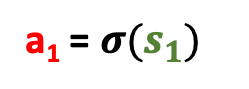 a₁ = σ(s₁)